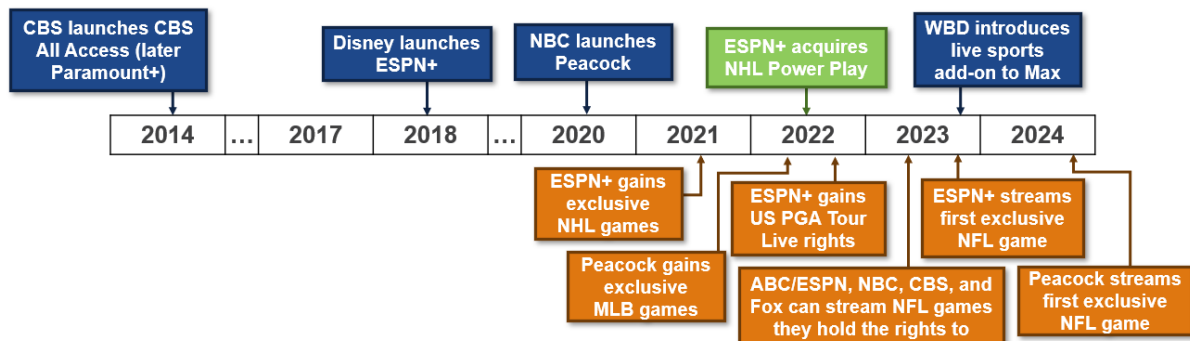 CBS launches CBS
All Access (later
Paramount+)
Disney launches
ESPN+
NBC launches
Peacock
ESPN+ acquires
NHL Power Play
WBD introduces
live sports
add-on to Max
2014 ... 2017 2018 ... 2020 2021 2022 2023 2024
ESPN+ gains
exclusive
NHL games
Peacock gains
exclusive
MLB games
ESPN+ gains
US PGA Tour
Live rights
ABC/ESPN, NBC, CBS, and
Fox can stream NFL games
they hold the rights to
ESPN+ streams
first exclusive
NFL game
Peacock streams
first exclusive
NFL game